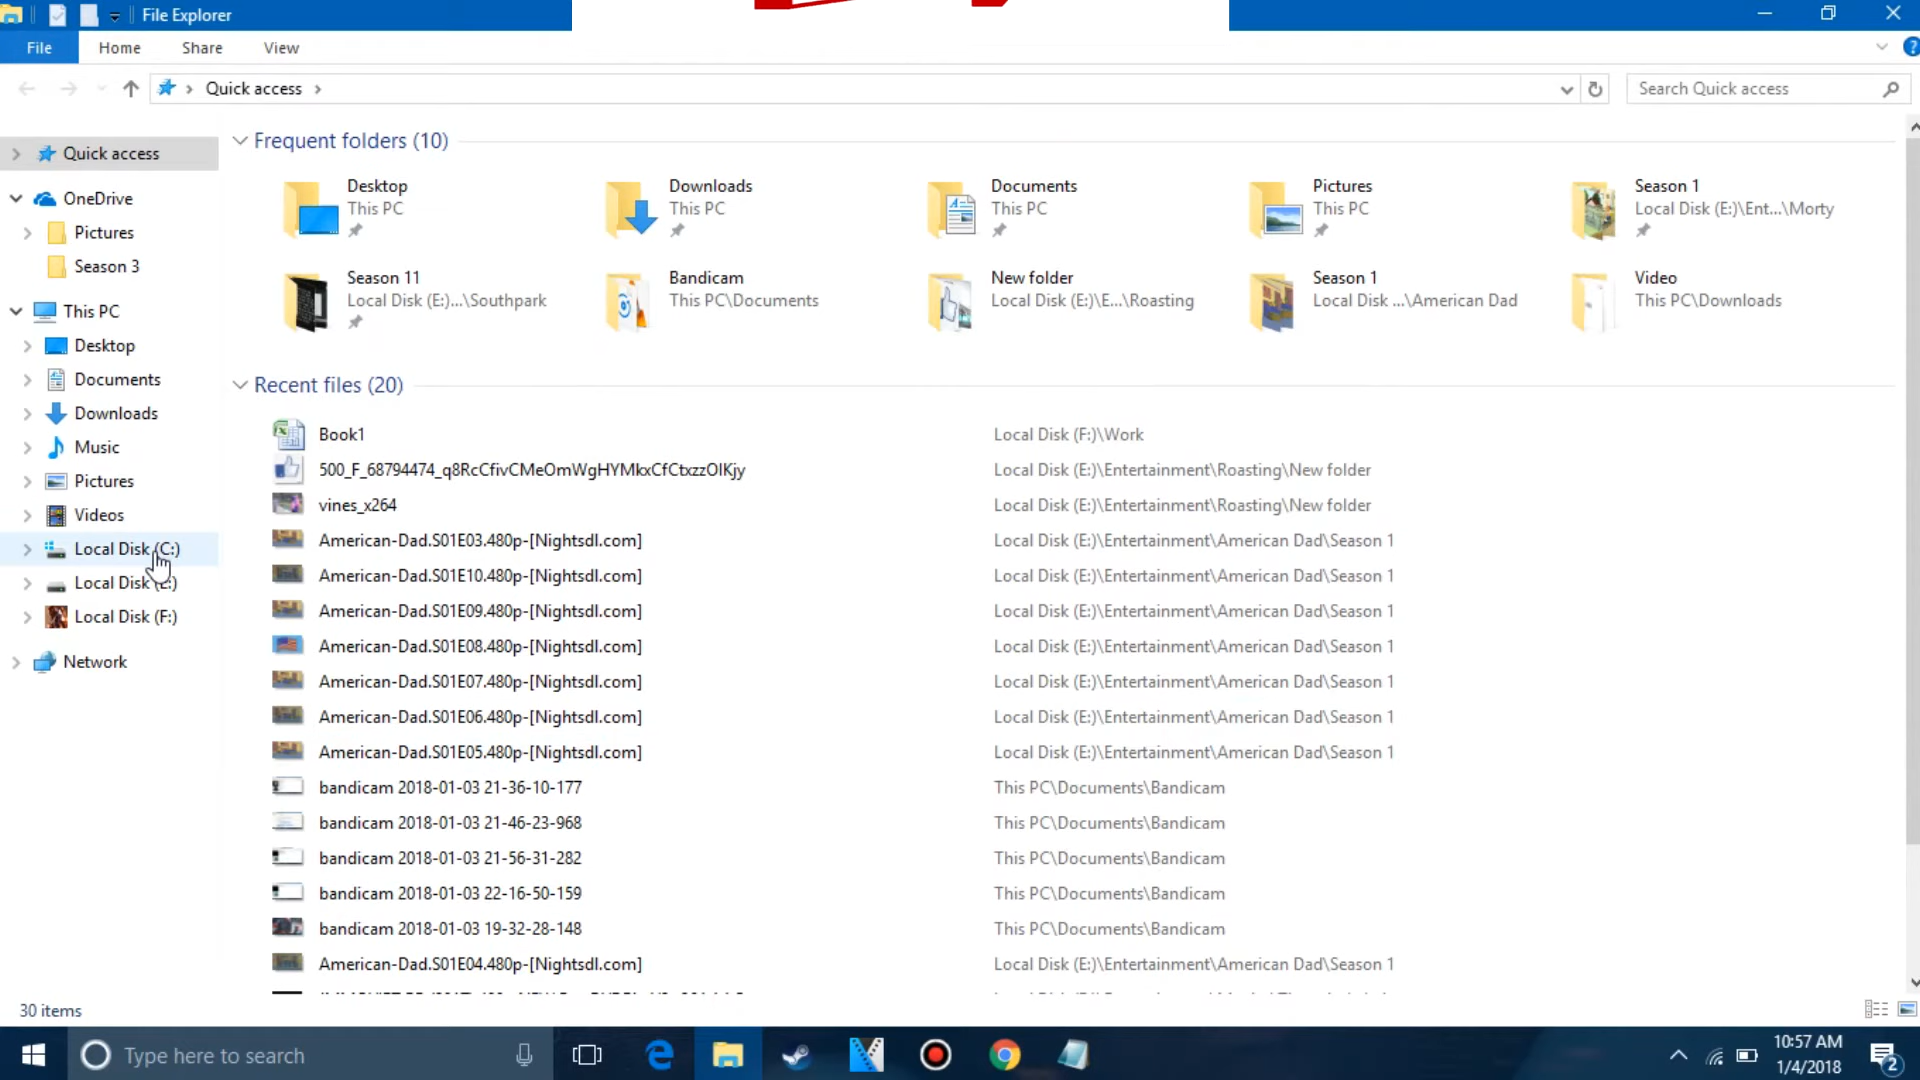 File Explorer
File Home Share View
Quick access
Search Quick access
Quick access
OneDrive
Pictures
Season 3
This PC
Desktop
Documents
Downloads
Music
Pictures
Videos
Local Disk (C:)
Local Disk (E:)
Local Disk (F:)
Network
Frequent folders (10)
Desktop
This PC
Downloads
This PC
Documents
This PC
Pictures
This PC
Season 1
Local Disk (E:)\Ent...\Morty
Season 11
Local Disk (E:)...\Southpark
Bandicam
This PC\Documents
New folder
Local Disk (E:)\E...\Roasting
Season 1
Local Disk ...\American Dad
Video
This PC\Downloads
Recent files (20)
Book1 Local Disk (F:)\Work
500_F_68794474_q8RcCfivCMeOmWgHYMkxCfCtxzzOIKjy Local Disk (E:)\Entertainment\Roasting\New folder
vines_x264 Local Disk (E:)\Entertainment\Roasting\New folder
American-Dad.S01E03.480p-[Nightsdl.com] Local Disk (E:)\Entertainment\American Dad\Season 1
American-Dad.S01E10.480p-[Nightsdl.com] Local Disk (E:)\Entertainment\American Dad\Season 1
American-Dad.S01E09.480p-[Nightsdl.com] Local Disk (E:)\Entertainment\American Dad\Season 1
American-Dad.S01E08.480p-[Nightsdl.com] Local Disk (E:)\Entertainment\American Dad\Season 1
American-Dad.S01E07.480p-[Nightsdl.com] Local Disk (E:)\Entertainment\American Dad\Season 1
American-Dad.S01E06.480p-[Nightsdl.com] Local Disk (E:)\Entertainment\American Dad\Season 1
American-Dad.S01E05.480p-[Nightsdl.com] Local Disk (E:)\Entertainment\American Dad\Season 1
bandicam 2018-01-03 21-36-10-177 This PC\Documents\Bandicam
bandicam 2018-01-03 21-46-23-968 This PC\Documents\Bandicam
bandicam 2018-01-03 21-56-31-282 This PC\Documents\Bandicam
bandicam 2018-01-03 22-16-50-159 This PC\Documents\Bandicam
bandicam 2018-01-03 19-32-28-148 This PC\Documents\Bandicam
American-Dad.S01E04.480p-[Nightsdl.com] Local Disk (E:)\Entertainment\American Dad\Season 1
30 items
Type here to search
10:57 AM
1/4/2018
2